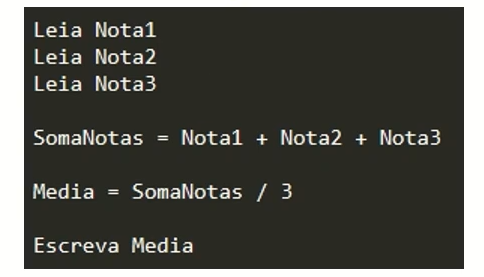 Leia Nota1
Leia Nota2
Leia Nota3
SomaNotas = Nota1 + Nota2 + Nota3
Media = SomaNotas / 3
Escreva Media